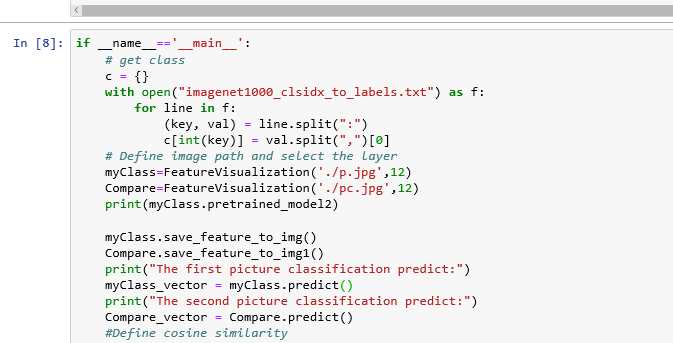 In [8]: if __name__=='__main__':
    # get class
    c = {}
    with open("imagenet1000_clsidx_to_labels.txt") as f:
        for line in f:
            (key, val) = line.split(":")
            c[int(key)] = val.split(",")[0]
    # Define image path and select the layer
    myClass=FeatureVisualization('./p.jpg',12)
    Compare=FeatureVisualization('./pc.jpg',12)
    print(myClass.pretrained_model2)

    myClass.save_feature_to_img()
    Compare.save_feature_to_img1()
    print("The first picture classification predict:")
    myClass_vector = myClass.predict()
    print("The second picture classification predict:")
    Compare_vector = Compare.predict()
    #Define cosine similarity